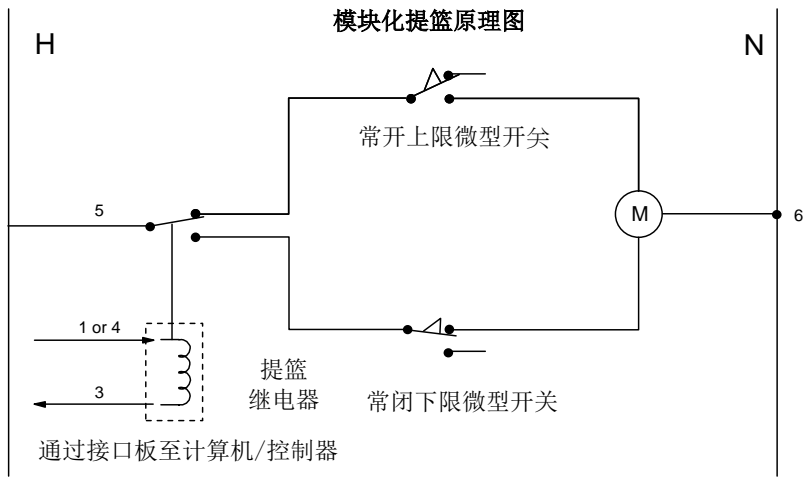 模块化提篮原理图
H
N
常开上限微型开关
5
M
6
1 or 4
3
提篮
继电器
常闭下限微型开关
通过接口板至计算机/控制器